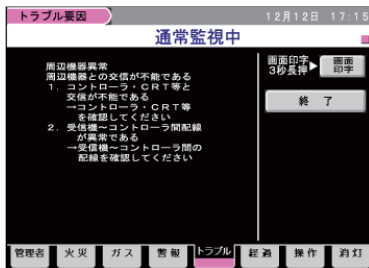 トラブル要因
12月12日 17:15
通常監視中
周辺機器異常
周辺機器との交信が不能である
1.コントローラ・CRT等と
交信が不能である
→コントローラ・CRT等
を確認してください
2.受信機～コントローラ間配線
が異常である
→受信機～コントローラ間の
配線を確認してください
画面印字
3秒長押▶
画面
印字
終 了
管理者 火災 ガス 警報 トラブル 経過 操作 消灯